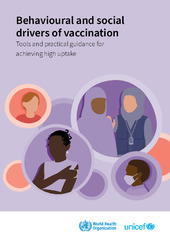 Behavioural and social
drivers of vaccination
Tools and practical guidance for
achieving high uptake
World Health
Organization
unicef